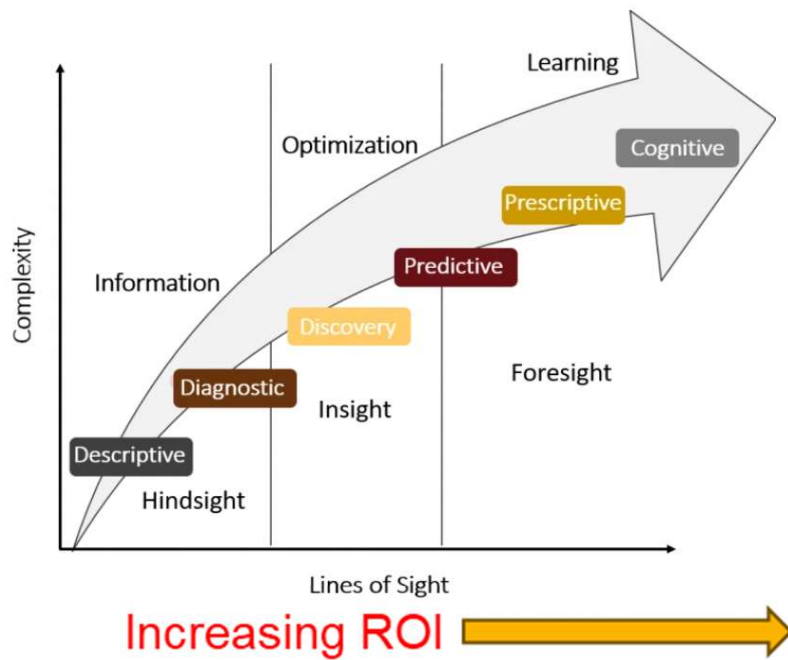 Learning
Optimization
Cognitive
Prescriptive
Complexity
Information
Predictive
Discovery
Diagnostic
Insight
Foresight
Descriptive
Hindsight
Lines of Sight
Increasing ROI